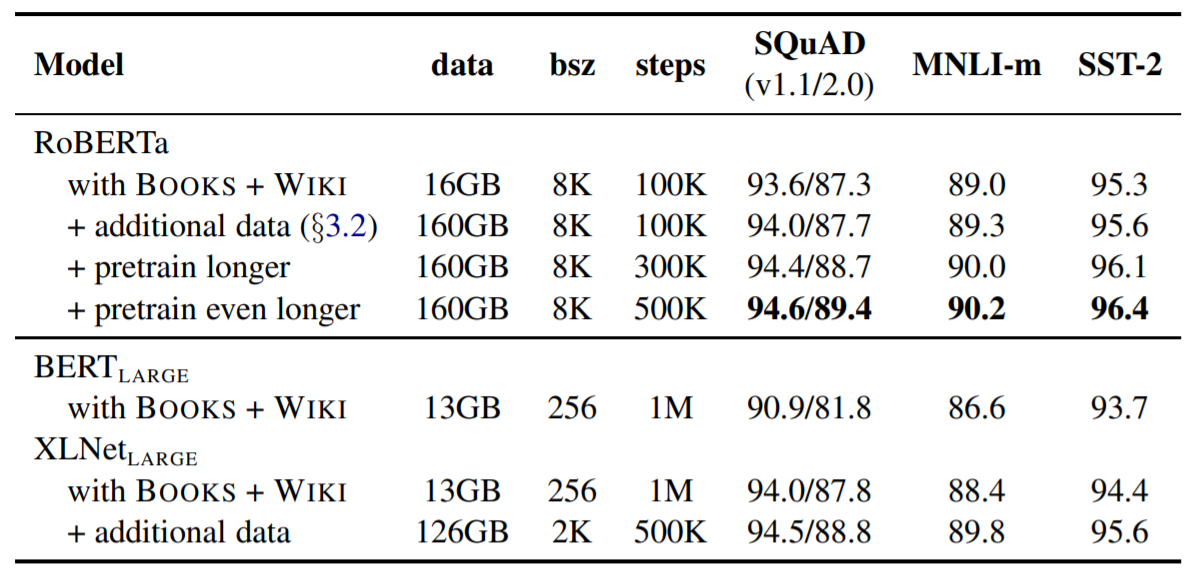 Model data bsz steps SQuAD (v1.1/2.0) MNLI-m SST-2
RoBERTa
with BOOKS + WIKI 16GB 8K 100K 93.6/87.3 89.0 95.3
+ additional data (§3.2) 160GB 8K 100K 94.0/87.7 89.3 95.6
+ pretrain longer 160GB 8K 300K 94.4/88.7 90.0 96.1
+ pretrain even longer 160GB 8K 500K 94.6/89.4 90.2 96.4
BERT LARGE
with BOOKS + WIKI 13GB 256 1M 90.9/81.8 86.6 93.7
XLNet LARGE
with BOOKS + WIKI 13GB 256 1M 94.0/87.8 88.4 94.4
+ additional data 126GB 2K 500K 94.5/88.8 89.8 95.6